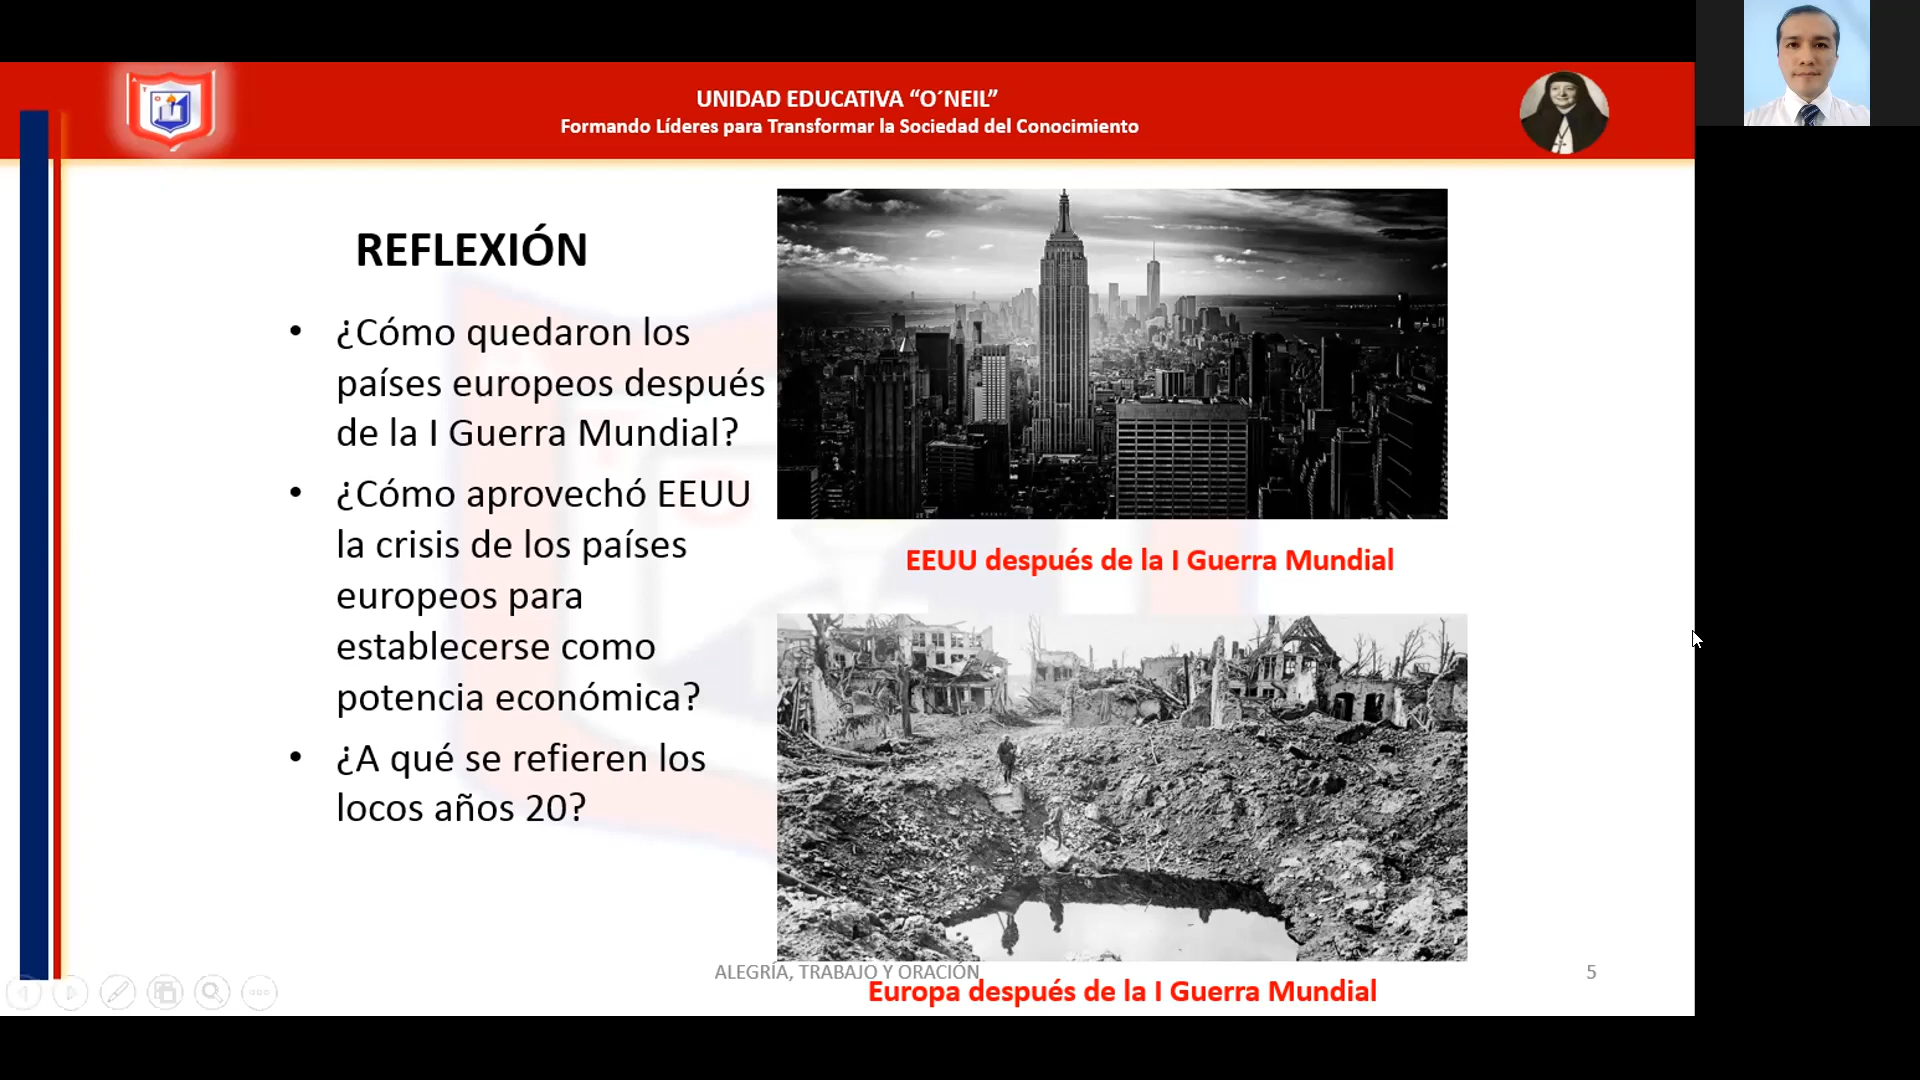 UNIDAD EDUCATIVA “O´NEIL”
Formando Líderes para Transformar la Sociedad del Conocimiento
REFLEXIÓN
• ¿Cómo quedaron los
países europeos después
de la I Guerra Mundial?
• ¿Cómo aprovechó EEUU
la crisis de los países
europeos para
establecerse como
potencia económica?
• ¿A qué se refieren los
locos años 20?
EEUU después de la I Guerra Mundial
ALEGRÍA, TRABAJO Y ORACIÓN
Europa después de la I Guerra Mundial
5